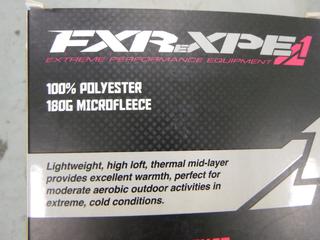 FXR EXPE
EXTREME PERFORMANCE EQUIPMENT
100% POLYESTER
180G MICROFLEECE
Lightweight, high loft, thermal mid-layer
provides excellent warmth, perfect for
moderate aerobic outdoor activities in
extreme, cold conditions.